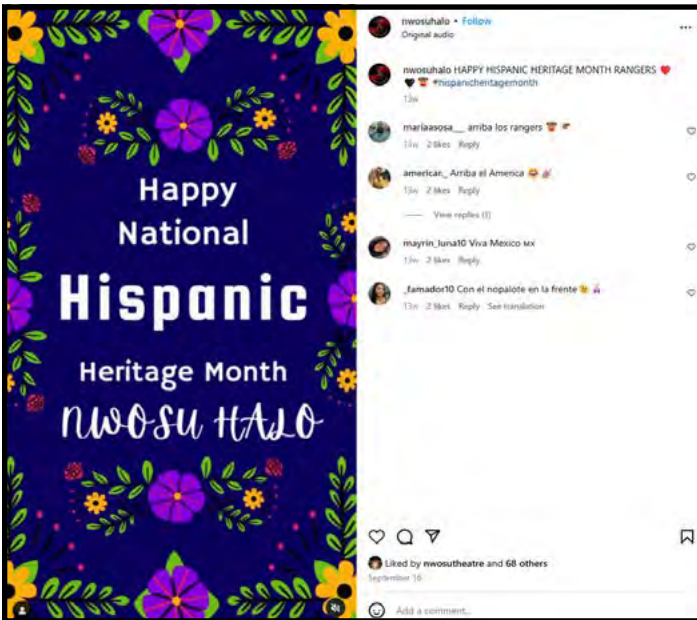 Happy
National
Hispanic
Heritage Month
NWOSU HALO
nwosuhalo • Follow
Original audio
nwosuhalo HAPPY HISPANIC HERITAGE MONTH RANGERS
#hispanicheritagemonth
13w
mariaasosa___ arriba los rangers
13w 2 likes Reply
americar._ Arriba el America
13w 2 likes Reply
View replies (1)
mayrin_luna10 Viva Mexico MX
13w 2 likes Reply
_famador10 Con el nopalote en la frente
13w 2 likes Reply See translation
Liked by nwosutheatre and 68 others
September 16
Add a comment...